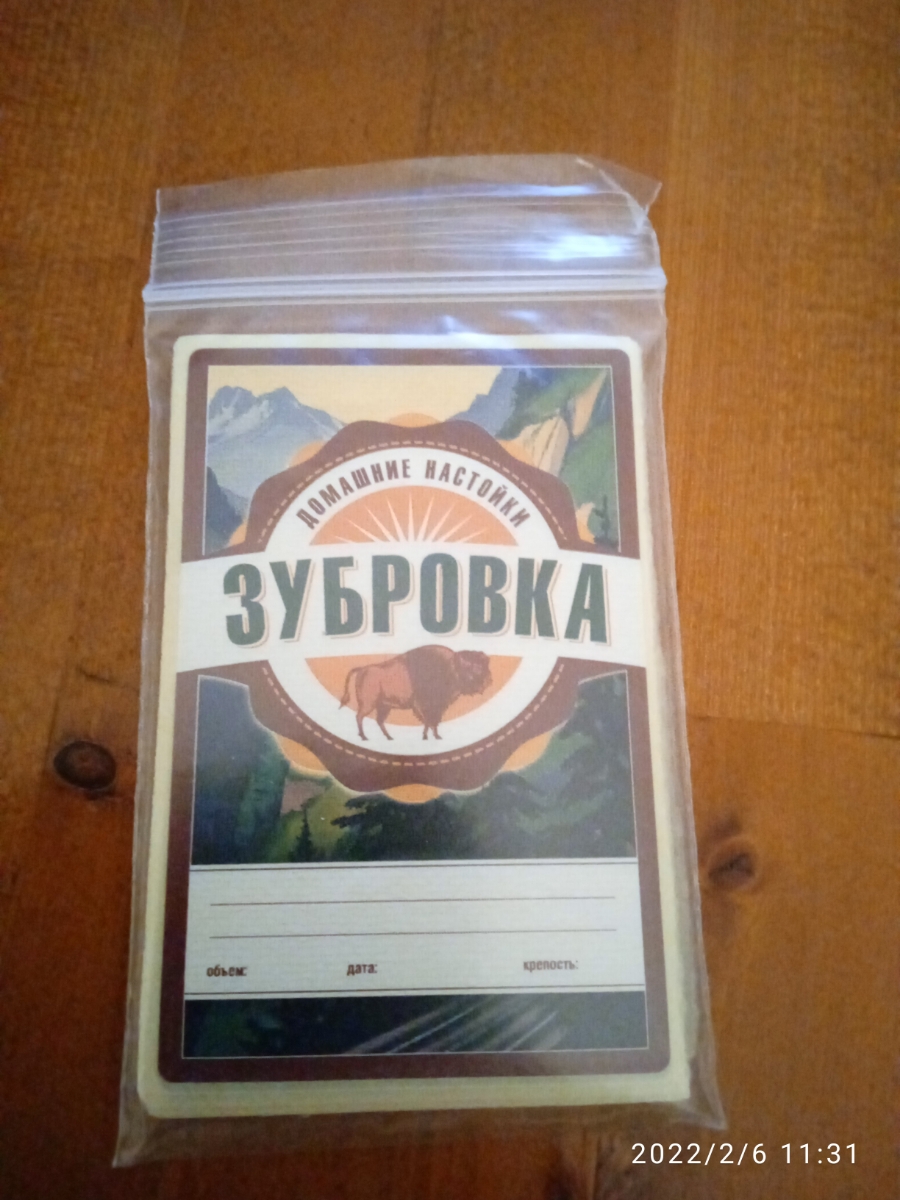 ДОМАШНИЕ НАСТОЙКИ
ЗУБРОВКА
объем: дата: крепость:
2022/2/6 11:31